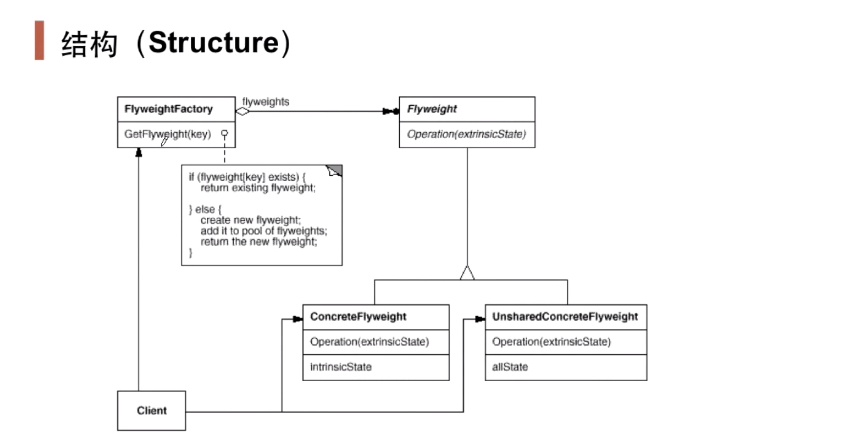 结构（Structure）
flyweights
FlyweightFactory
GetFlyweight(key)
Flyweight
Operation(extrinsicState)
if (flyweight[key] exists) {
return existing flyweight;
} else {
create new flyweight;
add it to pool of flyweights;
return the new flyweight;
}
ConcreteFlyweight
Operation(extrinsicState)
intrinsicState
UnsharedConcreteFlyweight
Operation(extrinsicState)
allState
Client